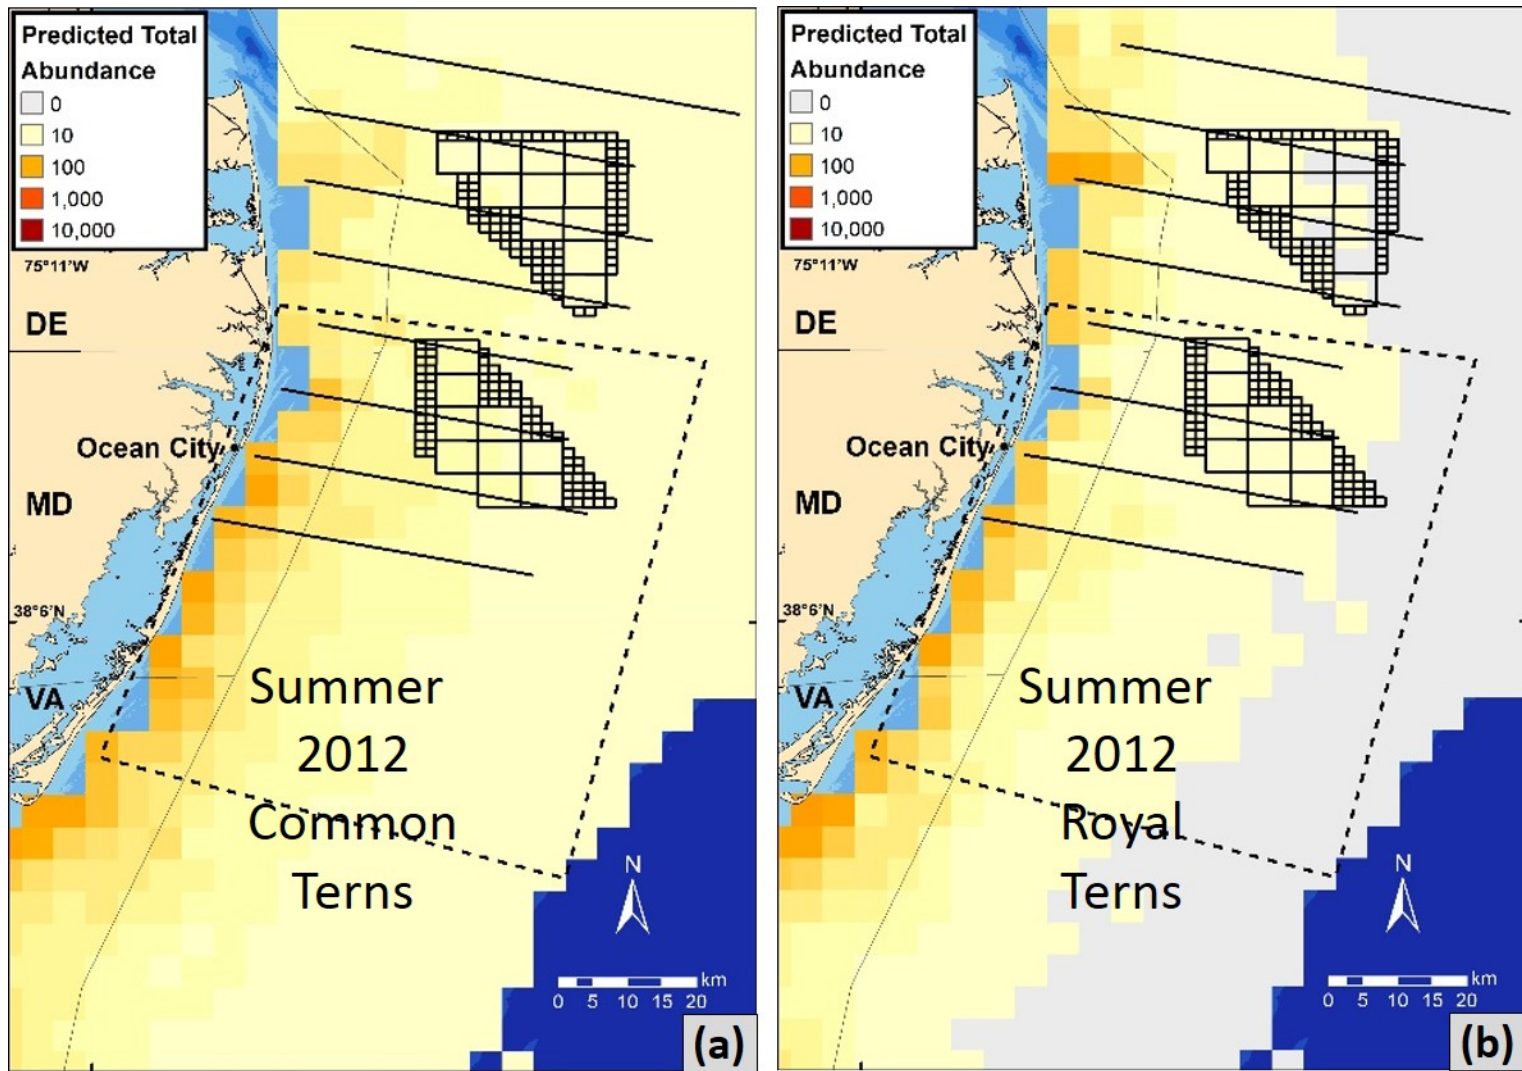 Predicted Total
Abundance
0
10
100
1,000
10,000
75°11'W
DE
Ocean City
MD
38°6'N
VA
Summer
2012
Common
Terns
N
km
0 5 10 15 20
(a)
Predicted Total
Abundance
0
10
100
1,000
10,000
75°11'W
DE
Ocean City
MD
38°6'N
VA
Summer
2012
Royal
Terns
N
km
0 5 10 15 20
(b)